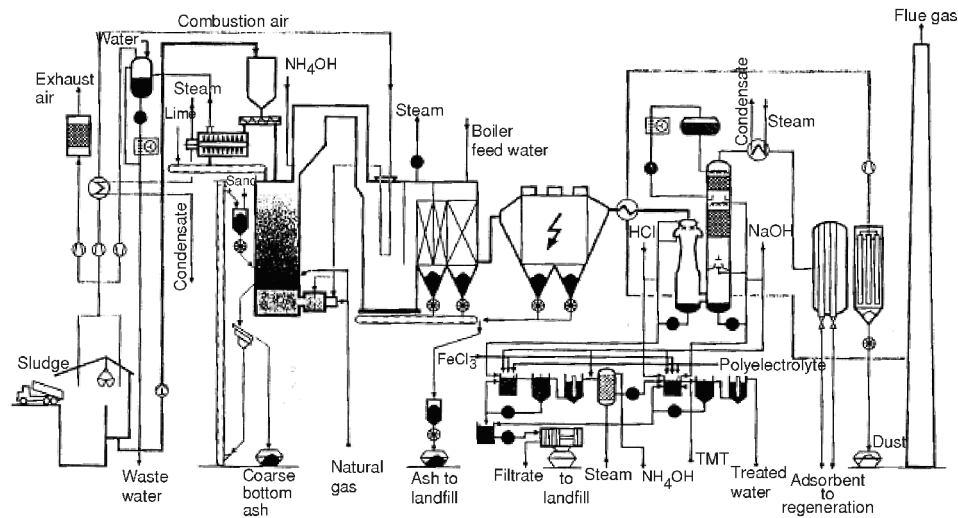 Flue gas
Combustion air
Water
NH4OH
Exhaust
air
Steam
Lime
Steam
Boiler
feed water
Condensate
Steam
Sand
HCl
NaOH
Condensate
Sludge
FeCl3
Polyelectrolyte
Waste
water
Coarse
bottom
ash
Natural
gas
Ash to
landfill
Filtrate
to
landfill
Steam
NH4OH
TMT
Treated
water
Adsorbent
to
regeneration
Dust